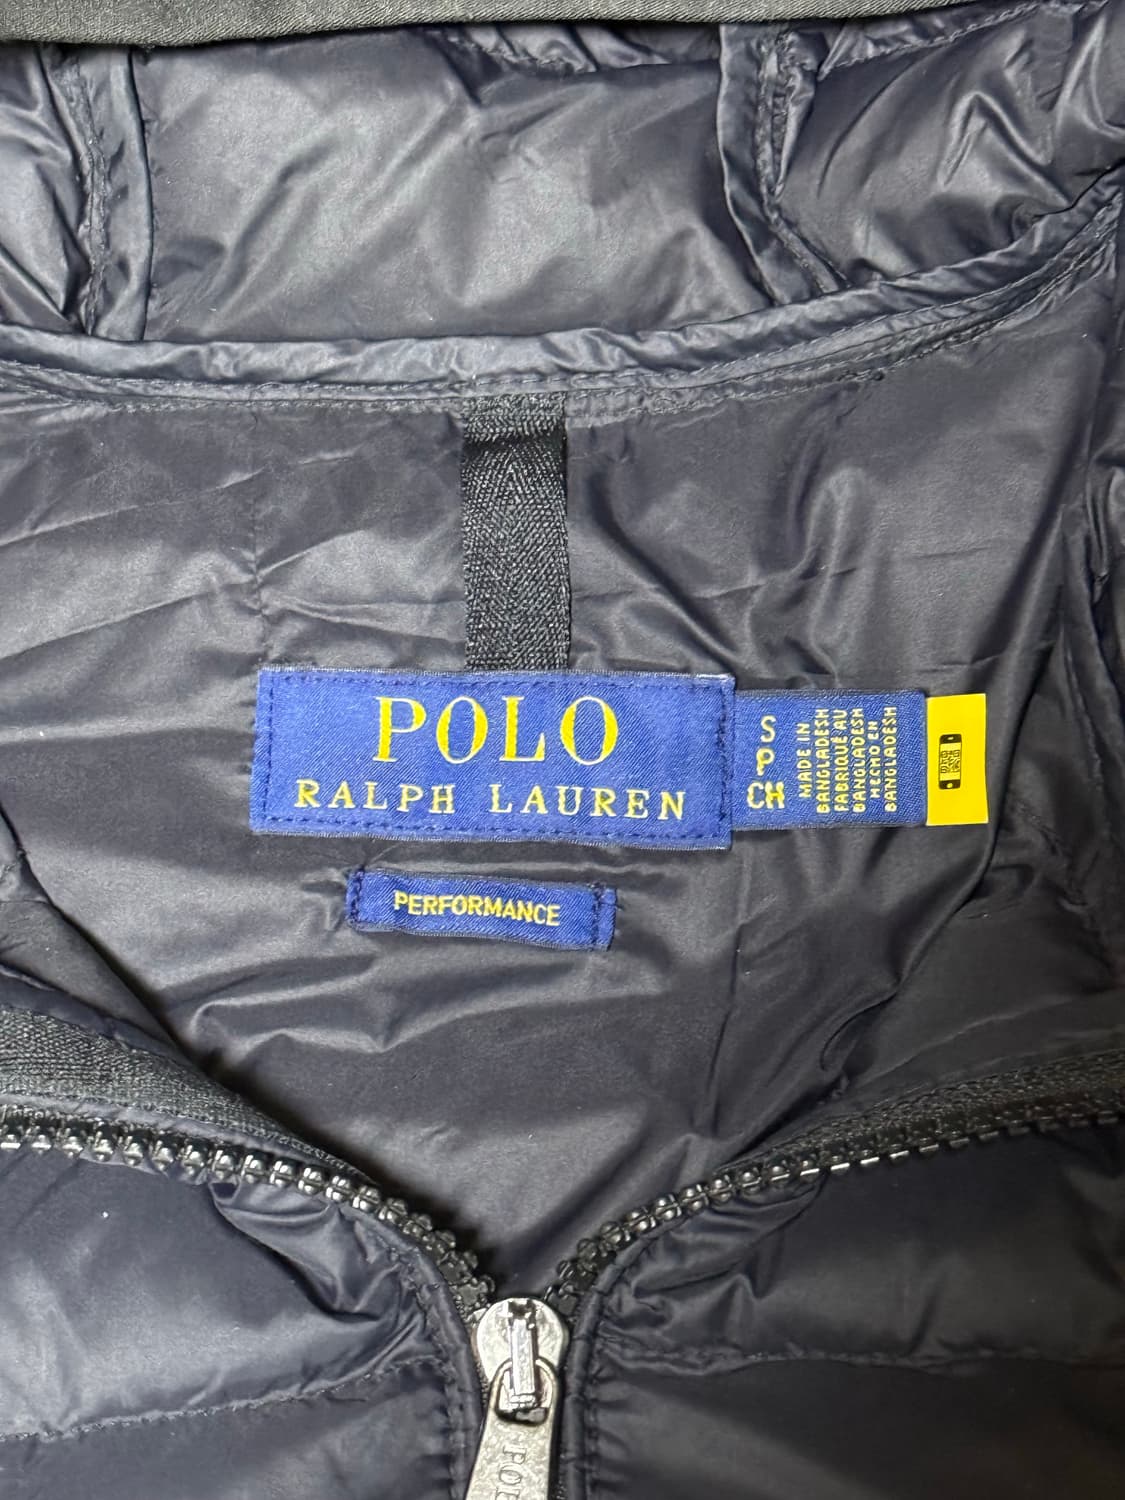 POLO
RALPH LAUREN
S
P
CH
MADE IN
BANGLADESH
FABRIQUÉ AU
BANGLADESH
HECHO EN
BANGLADESH
PERFORMANCE